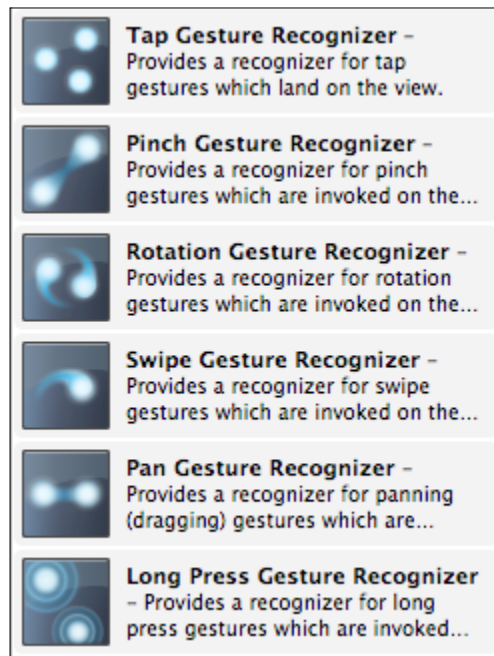 Tap Gesture Recognizer –
Provides a recognizer for tap
gestures which land on the view.
Pinch Gesture Recognizer –
Provides a recognizer for pinch
gestures which are invoked on the...
Rotation Gesture Recognizer –
Provides a recognizer for rotation
gestures which are invoked on the...
Swipe Gesture Recognizer –
Provides a recognizer for swipe
gestures which are invoked on the...
Pan Gesture Recognizer –
Provides a recognizer for panning
(dragging) gestures which are...
Long Press Gesture Recognizer
– Provides a recognizer for long
press gestures which are invoked...